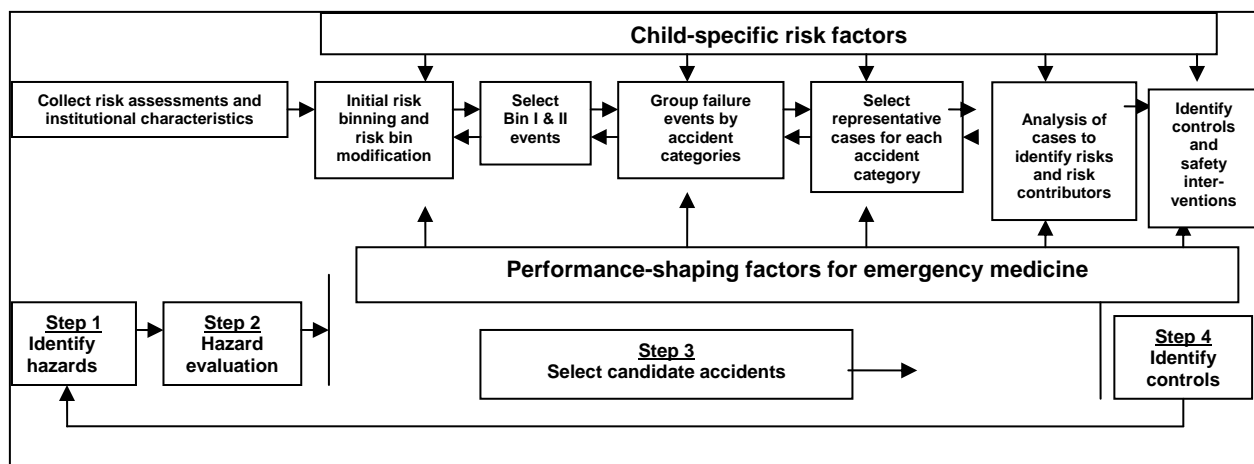 Child-specific risk factors
Collect risk assessments and
institutional characteristics
Initial risk
binning and
risk bin
modification
Select
Bin I & II
events
Group failure
events by
accident
categories
Select
representative
cases for each
accident
category
Analysis of
cases to
identify risks
and risk
contributors
Identify
controls
and
safety
inter-
ventions
Performance-shaping factors for emergency medicine
Step 1
Identify
hazards
Step 2
Hazard
evaluation
Step 3
Select candidate accidents
Step 4
Identify
controls